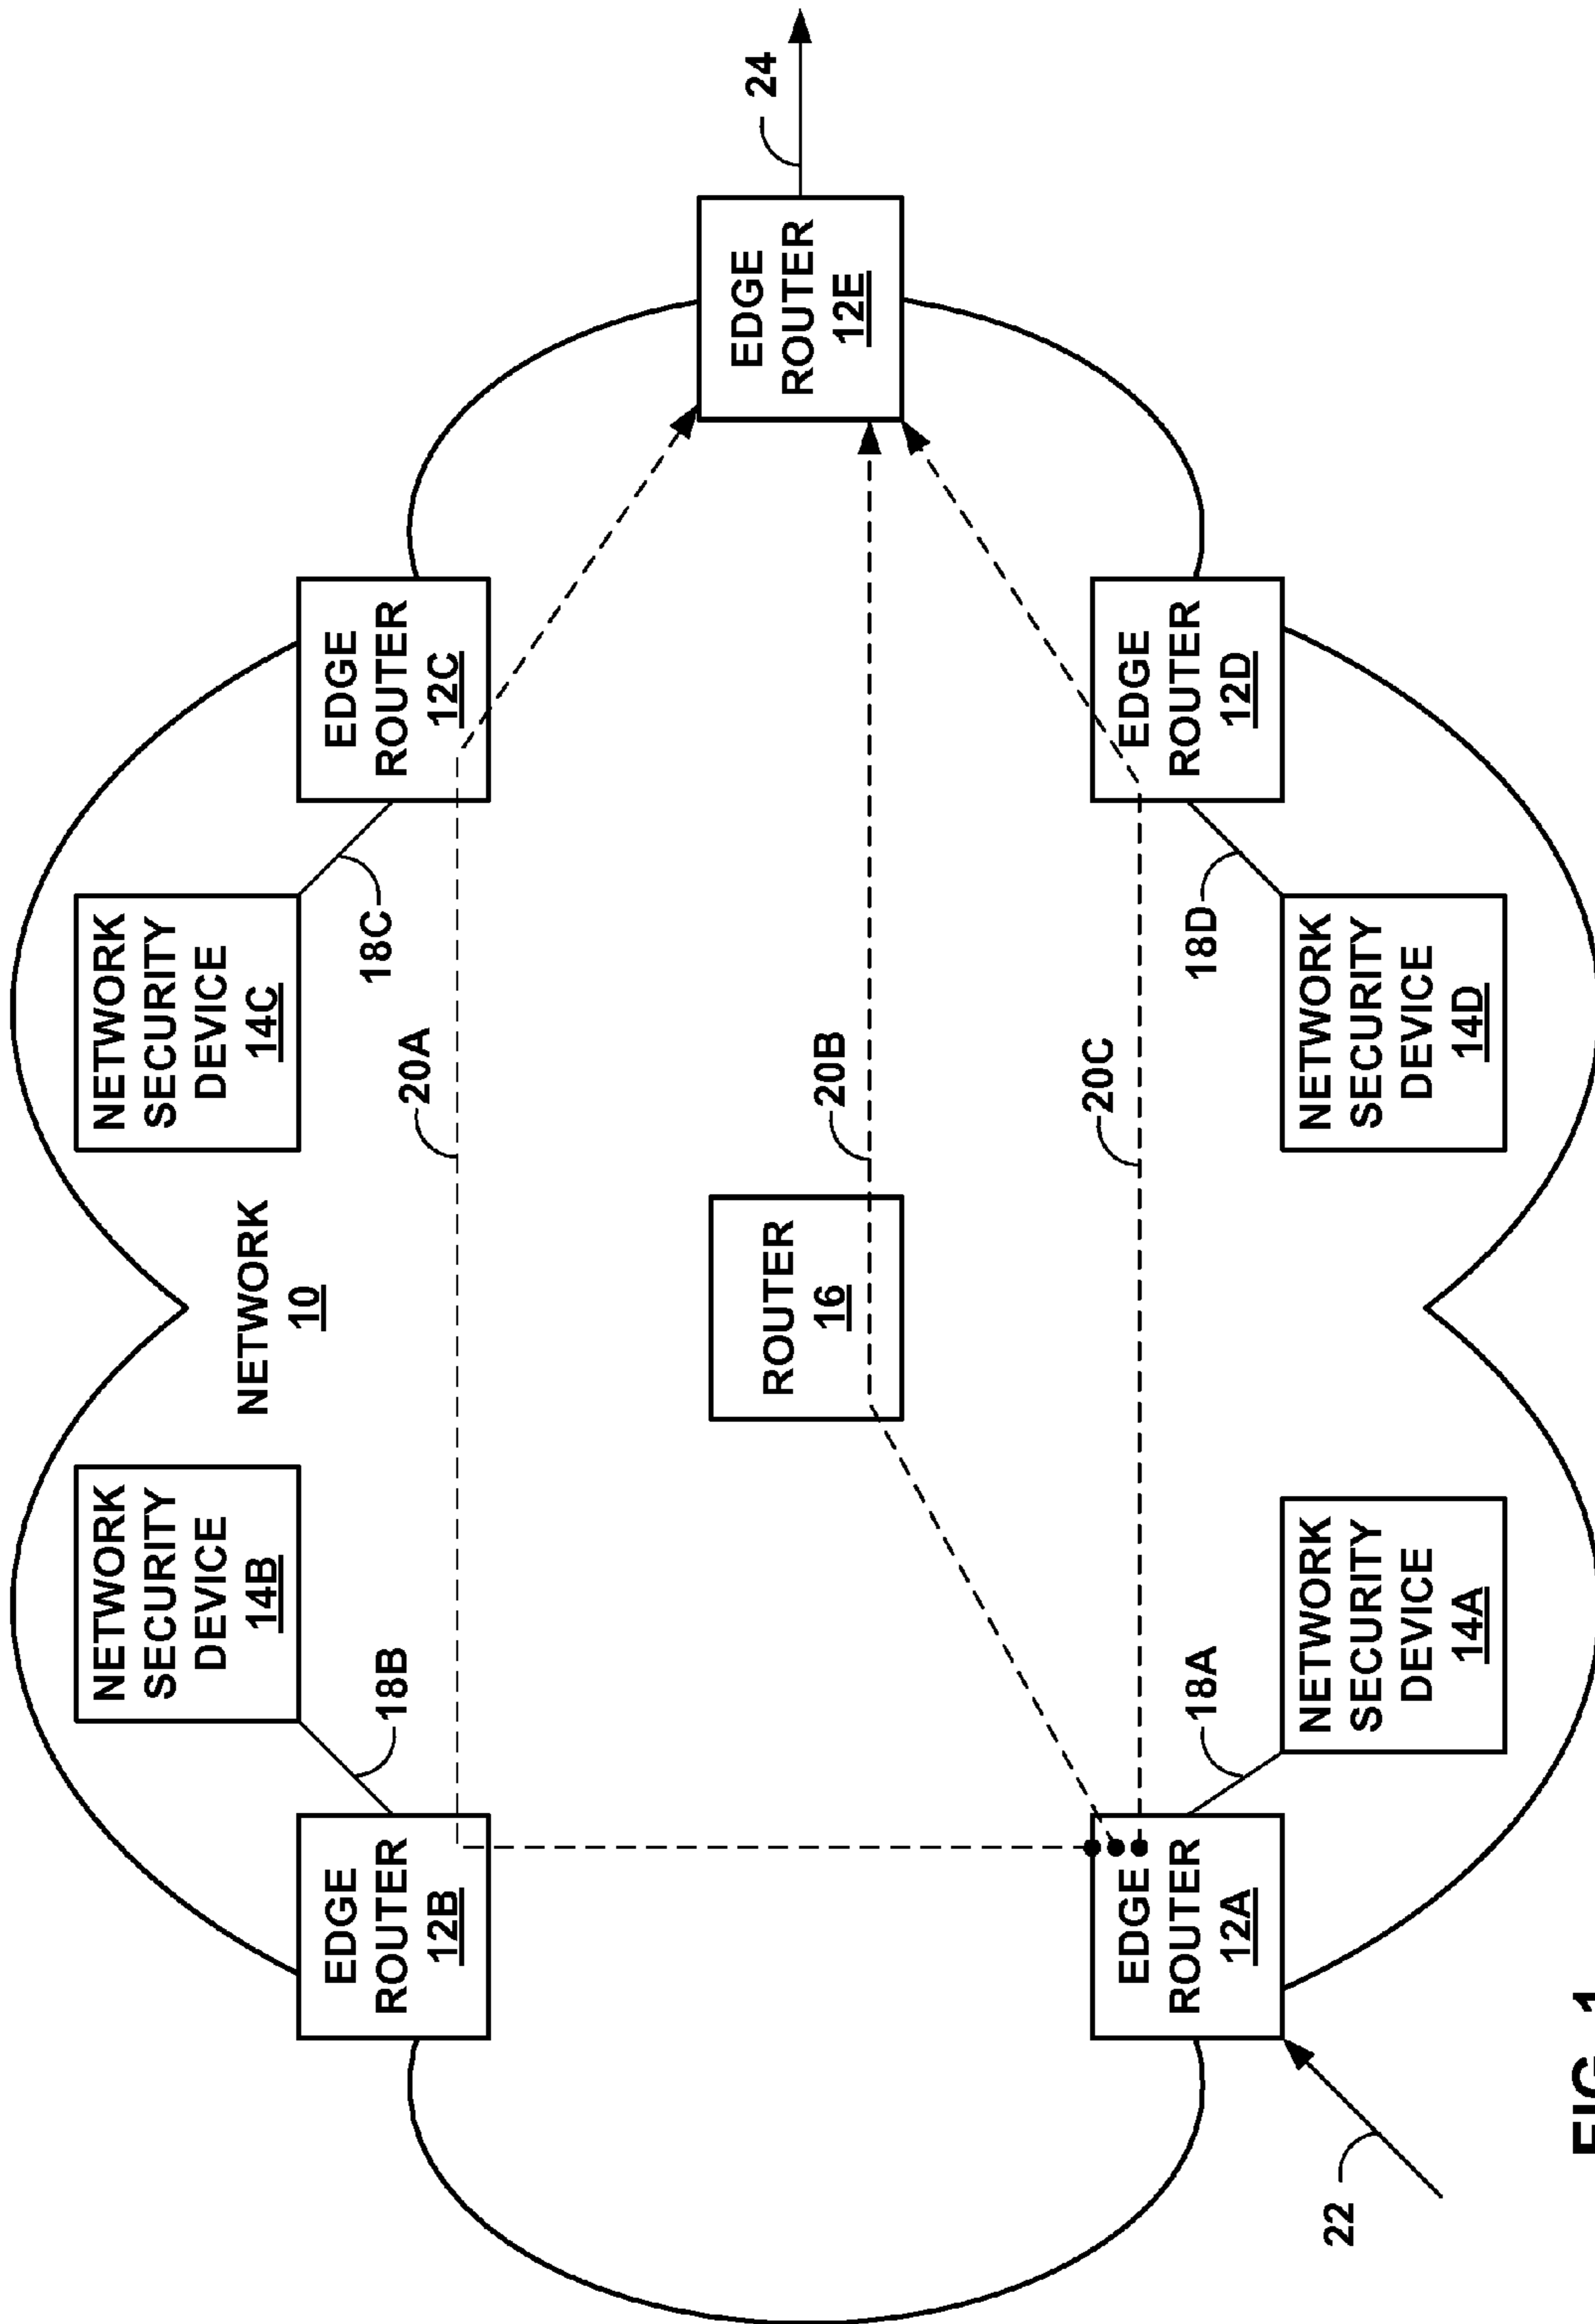 NETWORK
SECURITY
DEVICE
14B
NETWORK
10
NETWORK
SECURITY
DEVICE
14C
EDGE
ROUTER
12B
18B
18C
EDGE
ROUTER
12C
20A
ROUTER
16
20B
EDGE
ROUTER
12E
24
EDGE
ROUTER
12A
18A
20C
18D
EDGE
ROUTER
12D
NETWORK
SECURITY
DEVICE
14A
NETWORK
SECURITY
DEVICE
14D
22
FIG. 1